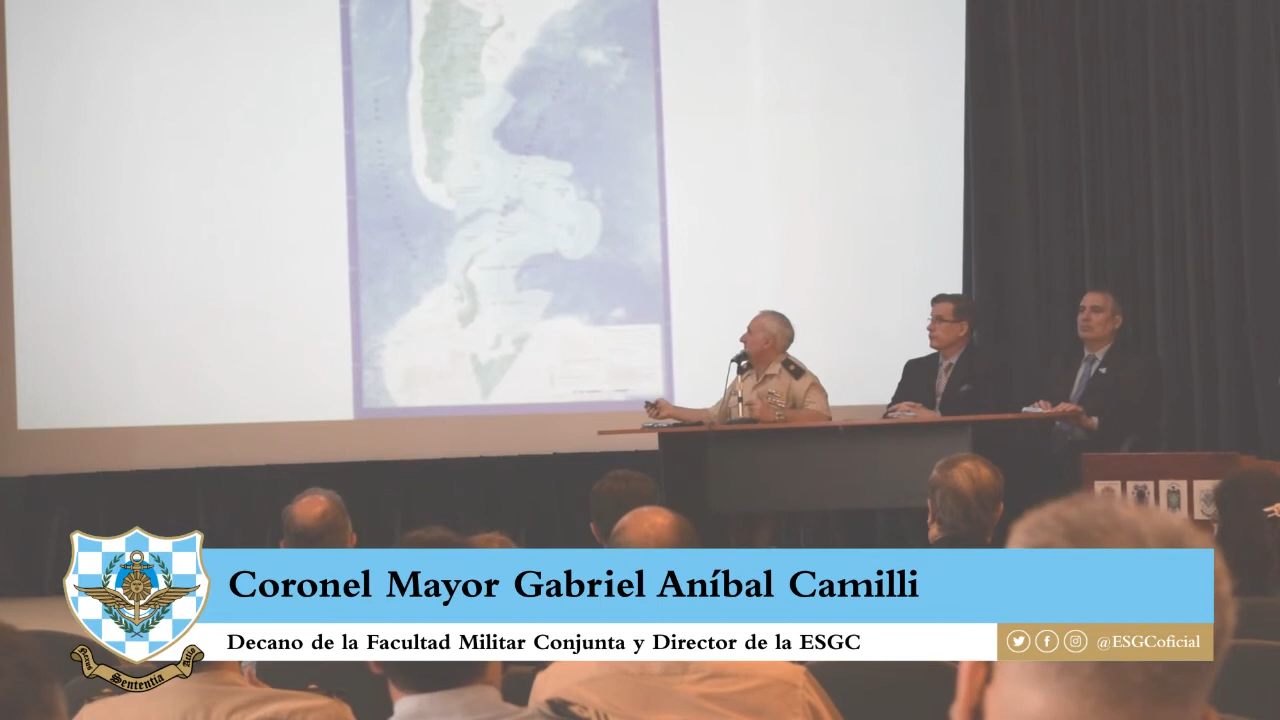 Coronel Mayor Gabriel Aníbal Camilli
Decano de la Facultad Militar Conjunta y Director de la ESGC
@ESGCoficial
Sententia